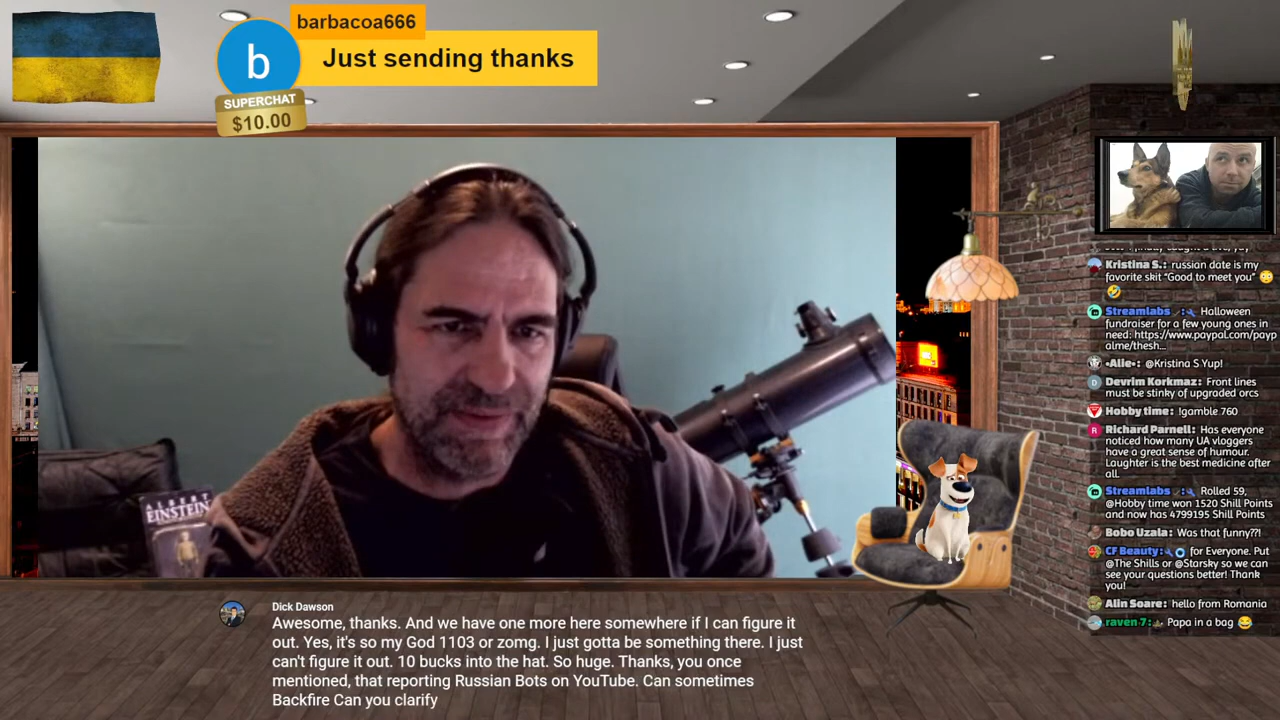 barbacoa666
Just sending thanks
b
SUPERCHAT
$10.00
ALBERT
EINSTEIN
Kristina S.: russian date is my
favorite skit "Good to meet you" 😳
🤣
Streamlabs : Halloween
fundraiser for a few young ones in
need: https://www.paypal.com/payp
alme/thesh...
•Alie•: @Kristina S Yup!
D Devrim Korkmaz: Front lines
must be stinky of upgraded orcs
Hobby time: !gamble 760
R Richard Parnell: Has everyone
noticed how many UA vloggers
have a great sense of humour.
Laughter is the best medicine after
all.
Streamlabs : Rolled 59,
@Hobby time won 1520 Shill Points
and now has 4799195 Shill Points
Bobo Uzala: Was that funny??!
CF Beauty: for Everyone. Put
@The Shills or @Starsky so we can
see your questions better! Thank
you!
Alin Soare: hello from Romania
raven 7: Papa in a bag 😂
Dick Dawson
Awesome, thanks. And we have one more here somewhere if I can figure it
out. Yes, it's so my God 1103 or zomg. I just gotta be something there. I just
can't figure it out. 10 bucks into the hat. So huge. Thanks, you once
mentioned, that reporting Russian Bots on YouTube. Can sometimes
Backfire Can you clarify